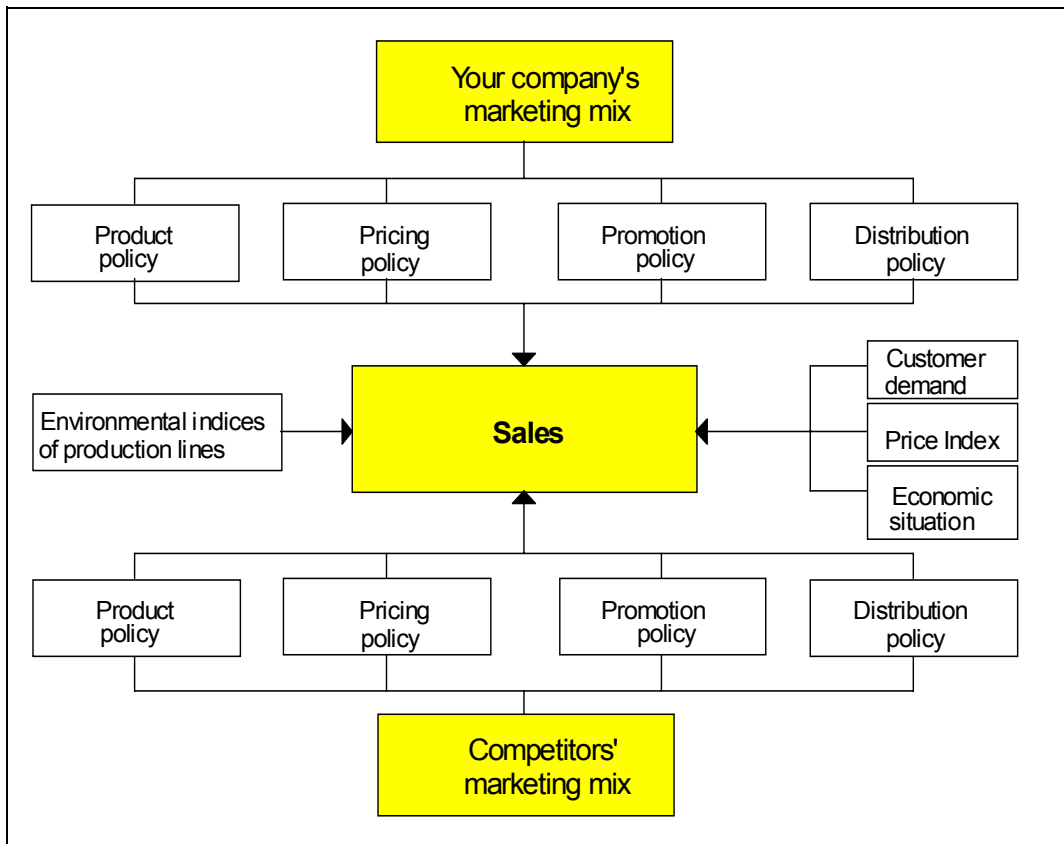 Your company's
marketing mix
Product
policy
Pricing
policy
Promotion
policy
Distribution
policy
Environmental indices
of production lines
Sales
Customer
demand
Price Index
Economic
situation
Product
policy
Pricing
policy
Promotion
policy
Distribution
policy
Competitors'
marketing mix